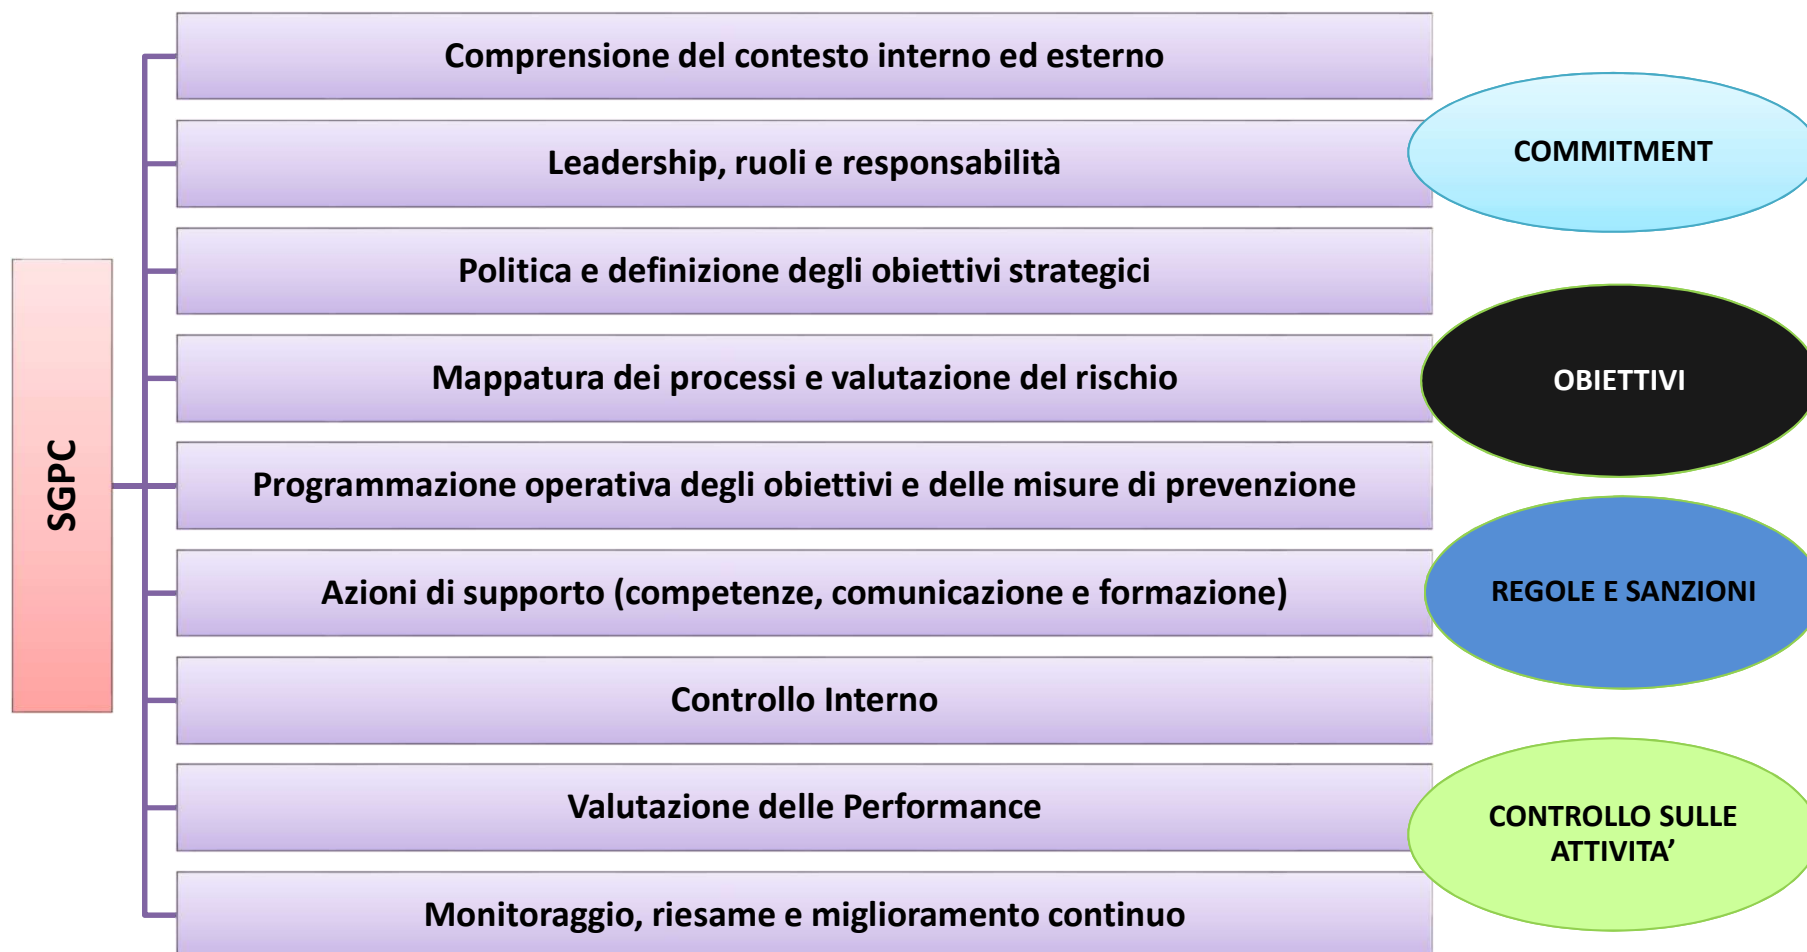 SGPC
Comprensione del contesto interno ed esterno
Leadership, ruoli e responsabilità
Politica e definizione degli obiettivi strategici
Mappatura dei processi e valutazione del rischio
Programmazione operativa degli obiettivi e delle misure di prevenzione
Azioni di supporto (competenze, comunicazione e formazione)
Controllo Interno
Valutazione delle Performance
Monitoraggio, riesame e miglioramento continuo
COMMITMENT
OBIETTIVI
REGOLE E SANZIONI
CONTROLLO SULLE
ATTIVITA’